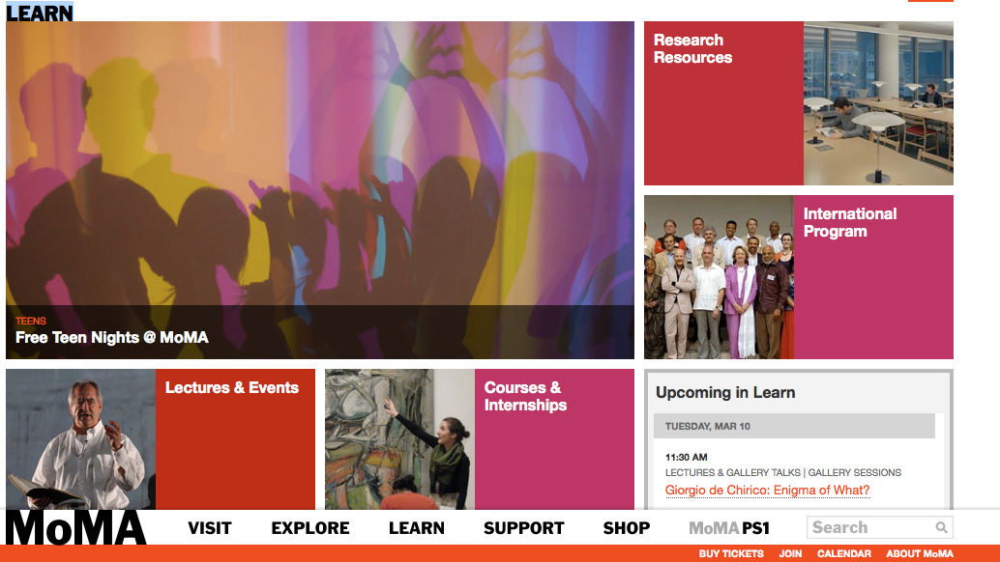 LEARN
Research
Resources
International
Program
TEENS
Free Teen Nights @ MoMA
Lectures & Events
Courses &
Internships
Upcoming in Learn
TUESDAY, MAR 10
11:30 AM
LECTURES & GALLERY TALKS | GALLERY SESSIONS
Giorgio de Chirico: Enigma of What?
MoMA VISIT EXPLORE LEARN SUPPORT SHOP MoMA PS1 Search
BUY TICKETS JOIN CALENDAR ABOUT MoMA